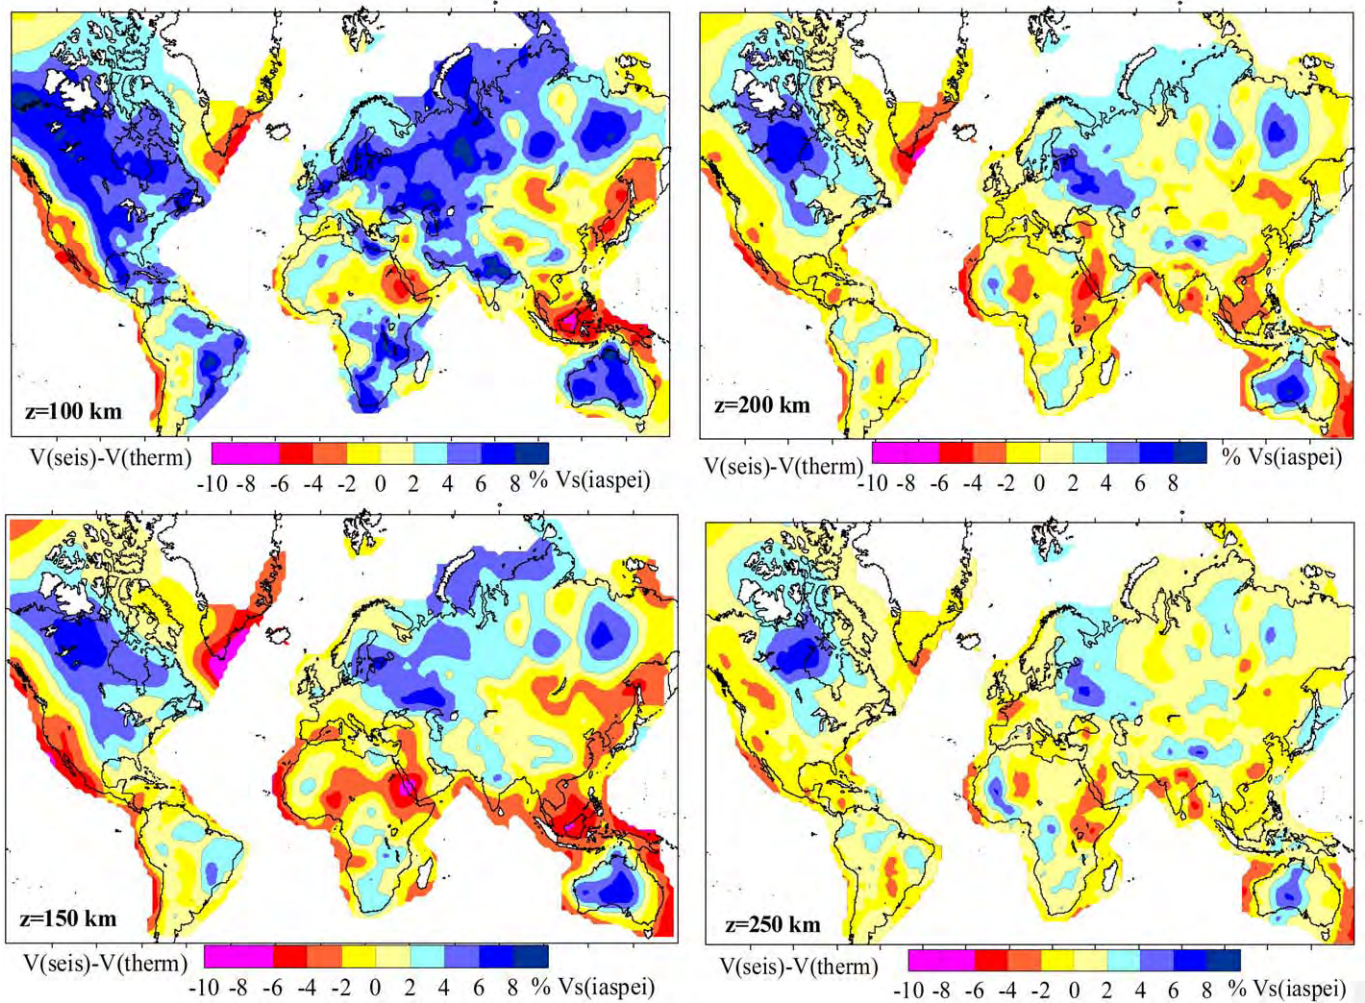 z=100 km
V(seis)-V(therm)
-10 -8 -6 -4 -2 0 2 4 6 8 % Vs(iaspei)
z=200 km
V(seis)-V(therm)
% Vs(iaspei)
-10 -8 -6 -4 -2 0 2 4 6 8
z=150 km
V(seis)-V(therm)
-10 -8 -6 -4 -2 0 2 4 6 8 % Vs(iaspei)
z=250 km
V(seis)-V(therm)
-10 -8 -6 -4 -2 0 2 4 6 8 % Vs(iaspei)